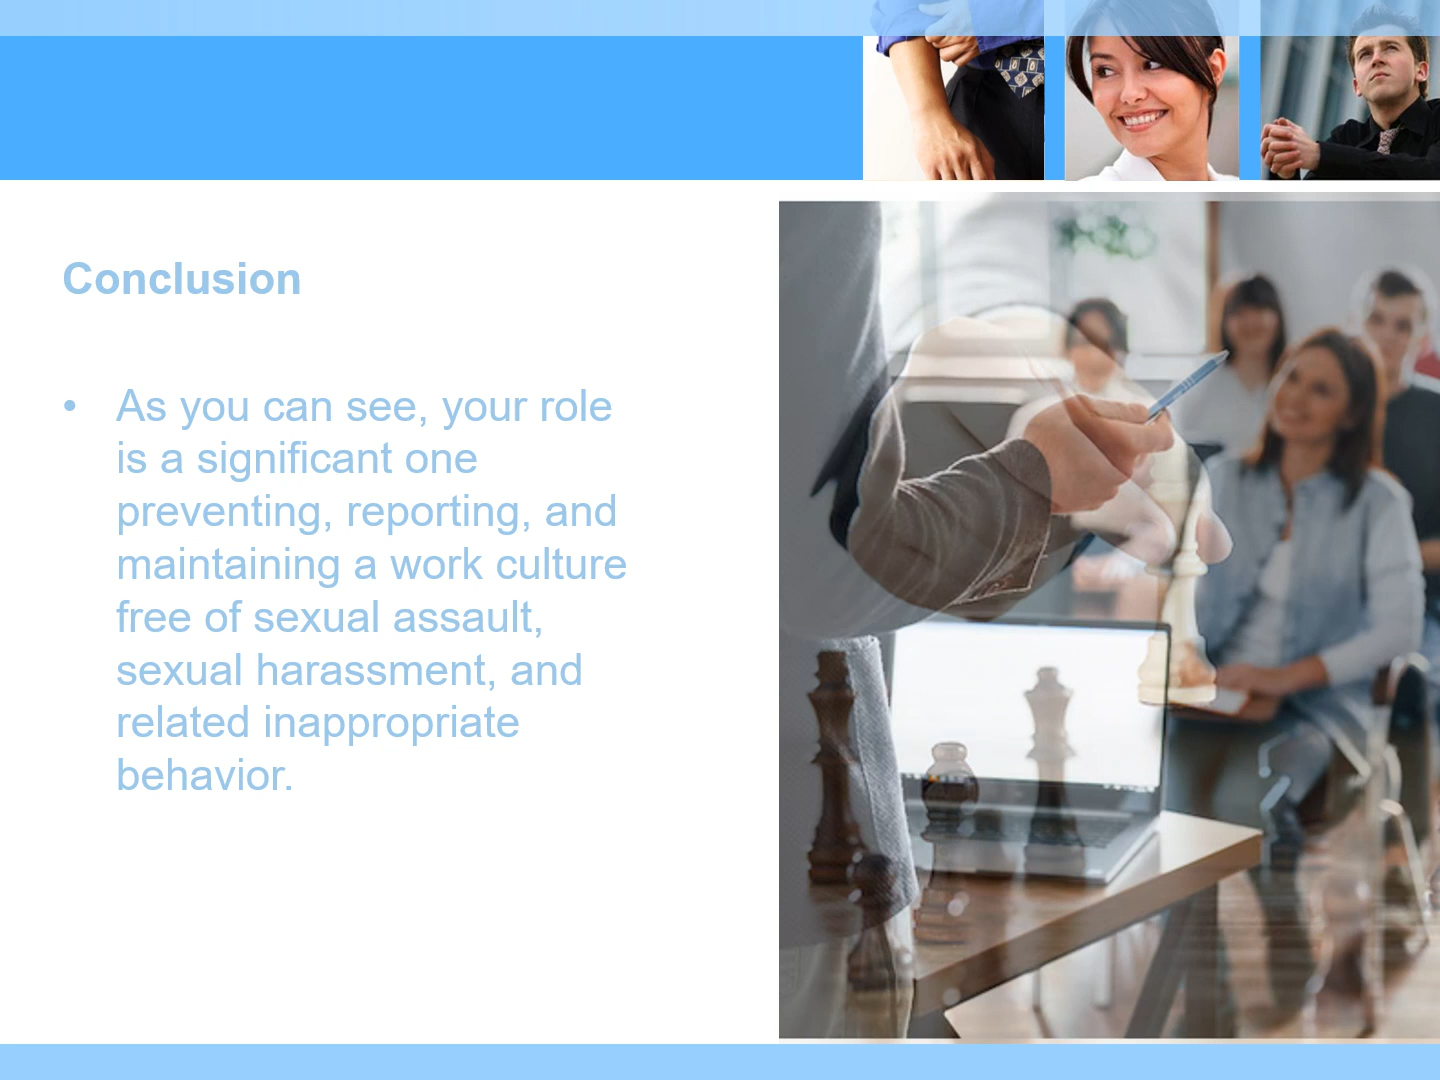 Conclusion
• As you can see, your role
is a significant one
preventing, reporting, and
maintaining a work culture
free of sexual assault,
sexual harassment, and
related inappropriate
behavior.